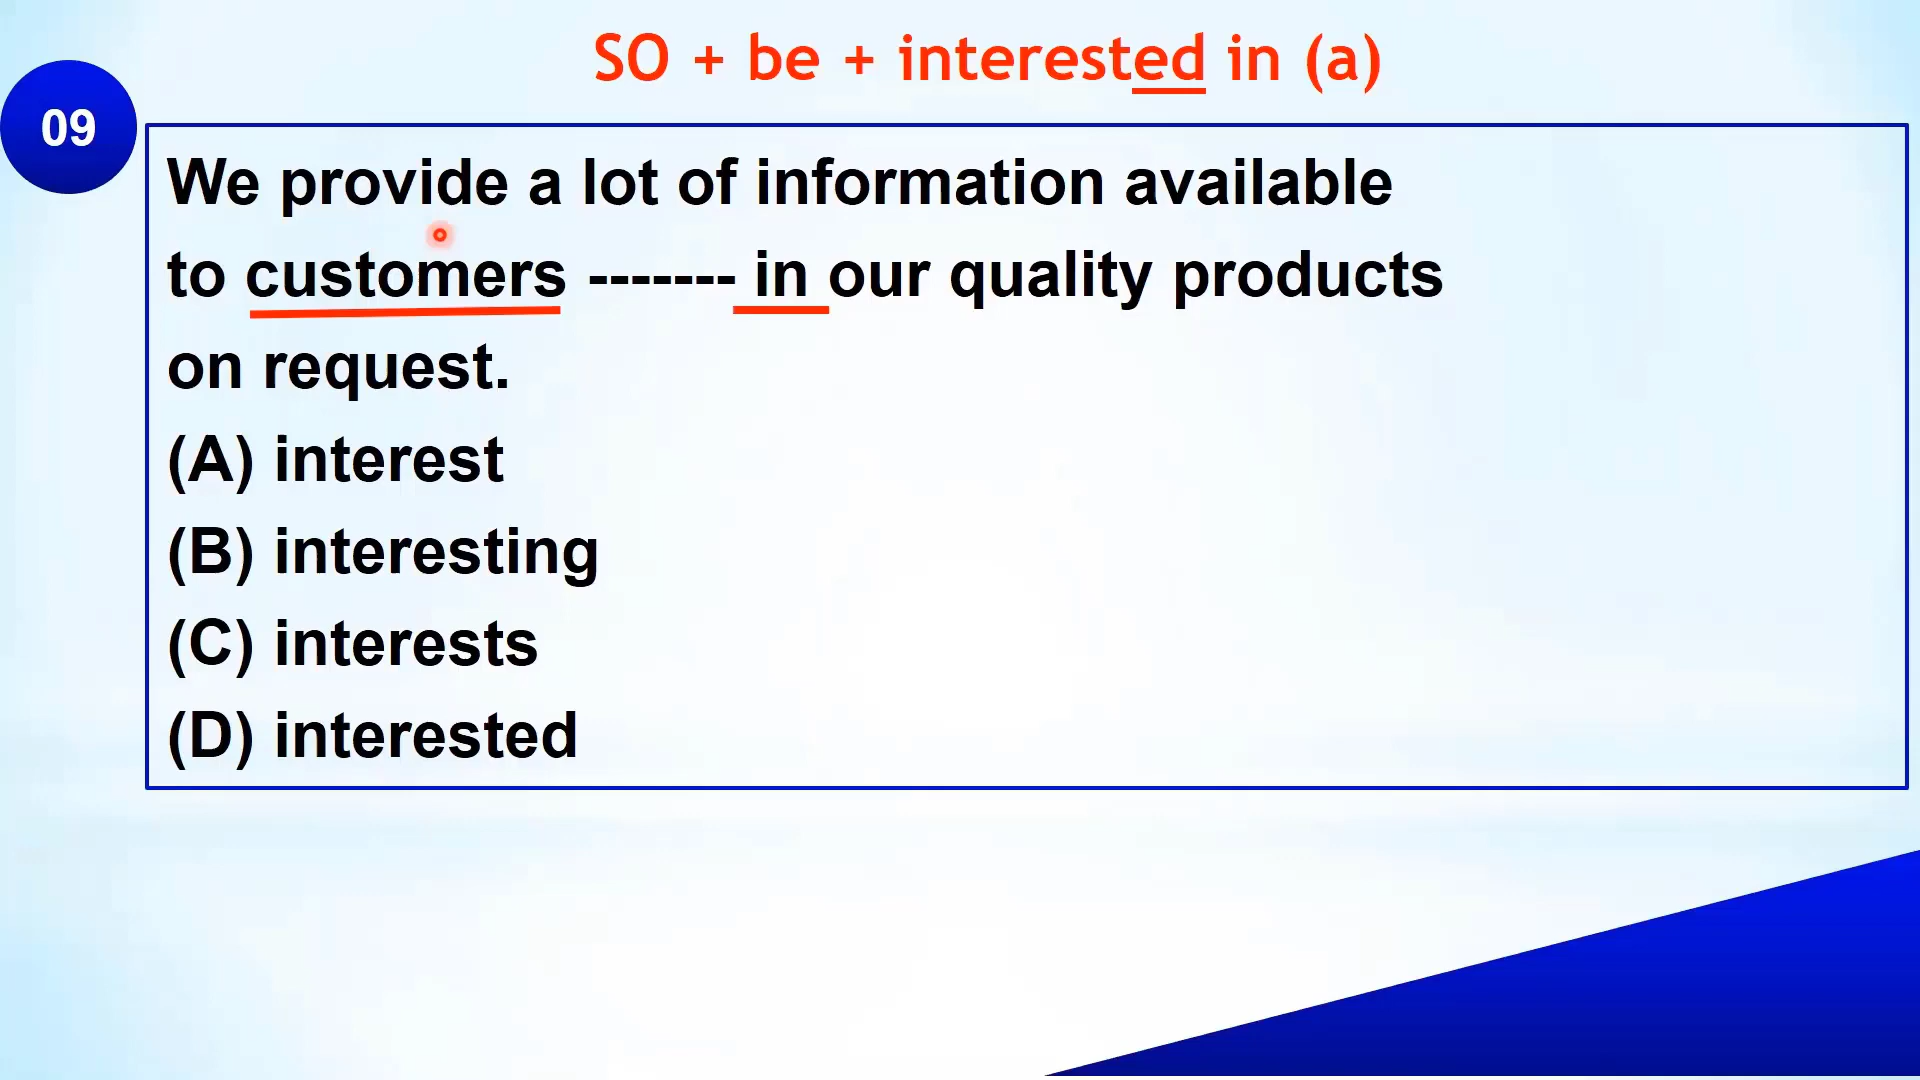 SO + be + interested in (a)
09
We provide a lot of information available
to customers ------- in our quality products
on request.
(A) interest
(B) interesting
(C) interests
(D) interested